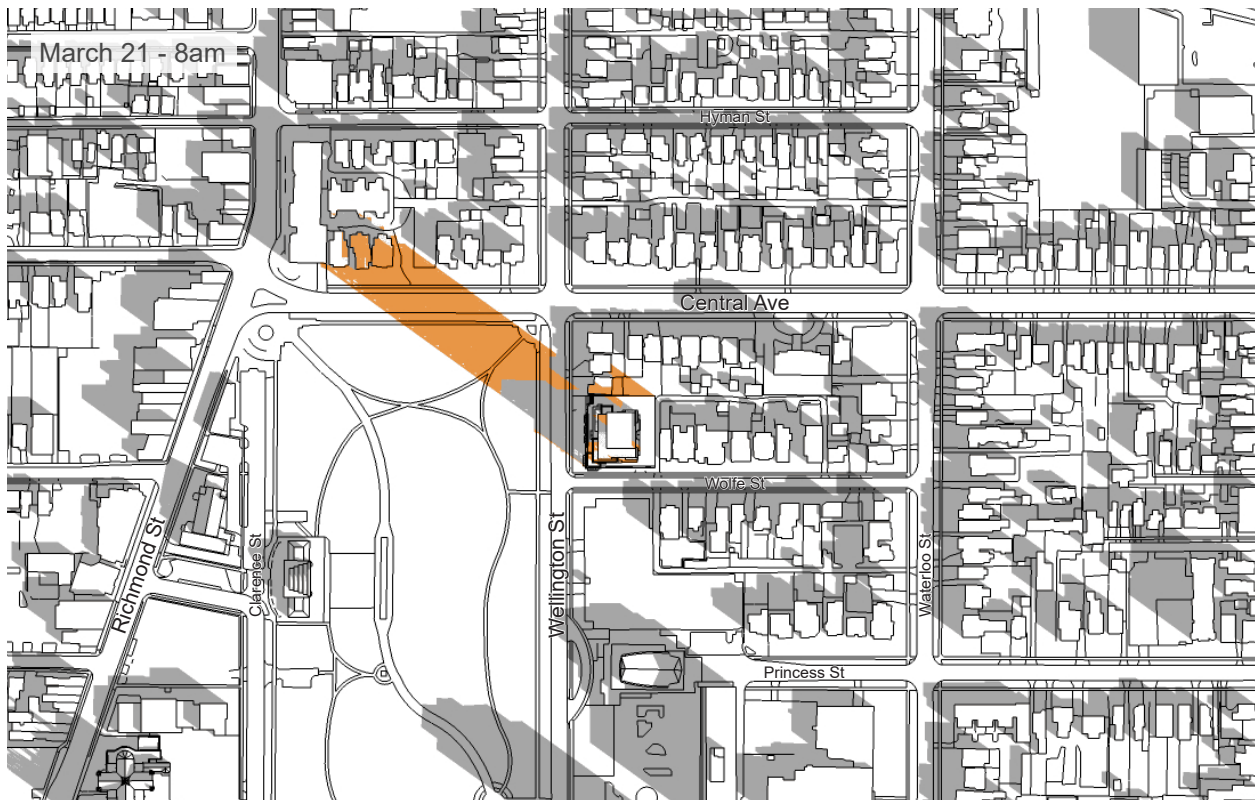 March 21 - 8am
Hyman St
Central Ave
Wolfe St
Richmond St
Clarence St
Wellington St
Waterloo St
Princess St